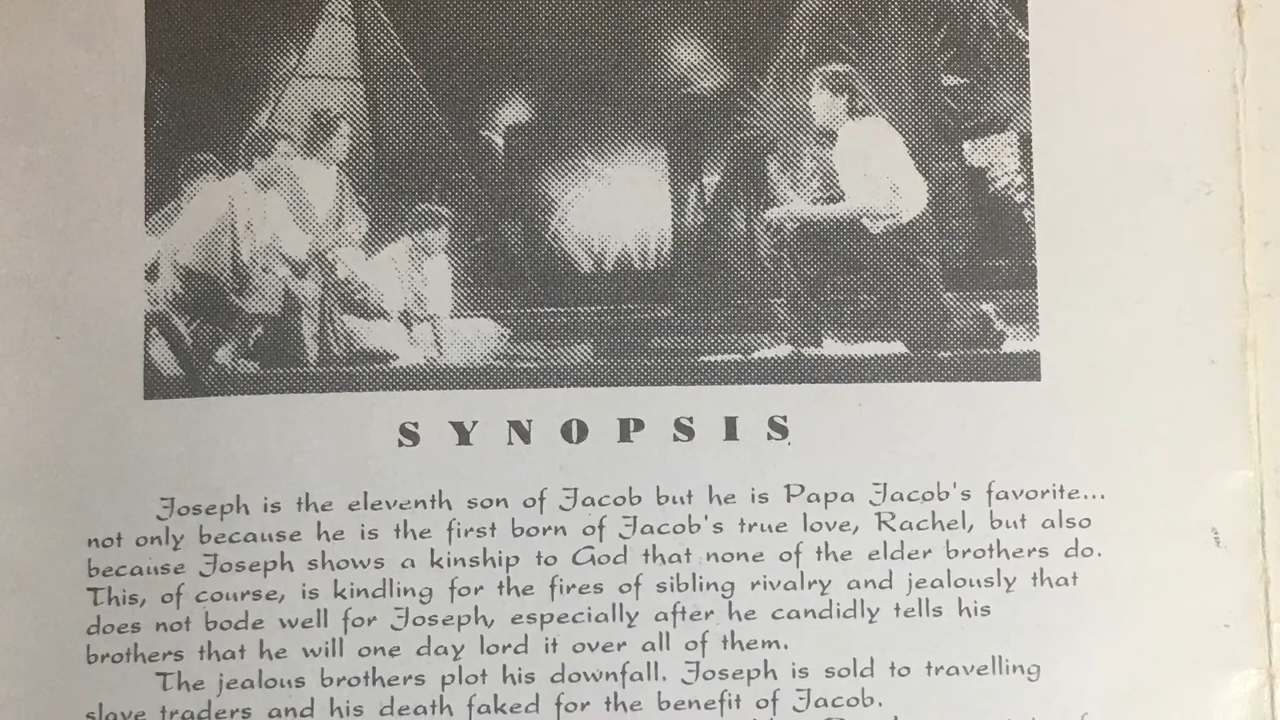 SYNOPSIS
Joseph is the eleventh son of Jacob but he is Papa Jacob's favorite...
not only because he is the first born of Jacob's true love, Rachel, but also
because Joseph shows a kinship to God that none of the elder brothers do.
This, of course, is kindling for the fires of sibling rivalry and jealously that
does not bode well for Joseph, especially after he candidly tells his
brothers that he will one day lord it over all of them.
The jealous brothers plot his downfall. Joseph is sold to travelling
slave traders and his death faked for the benefit of Jacob.